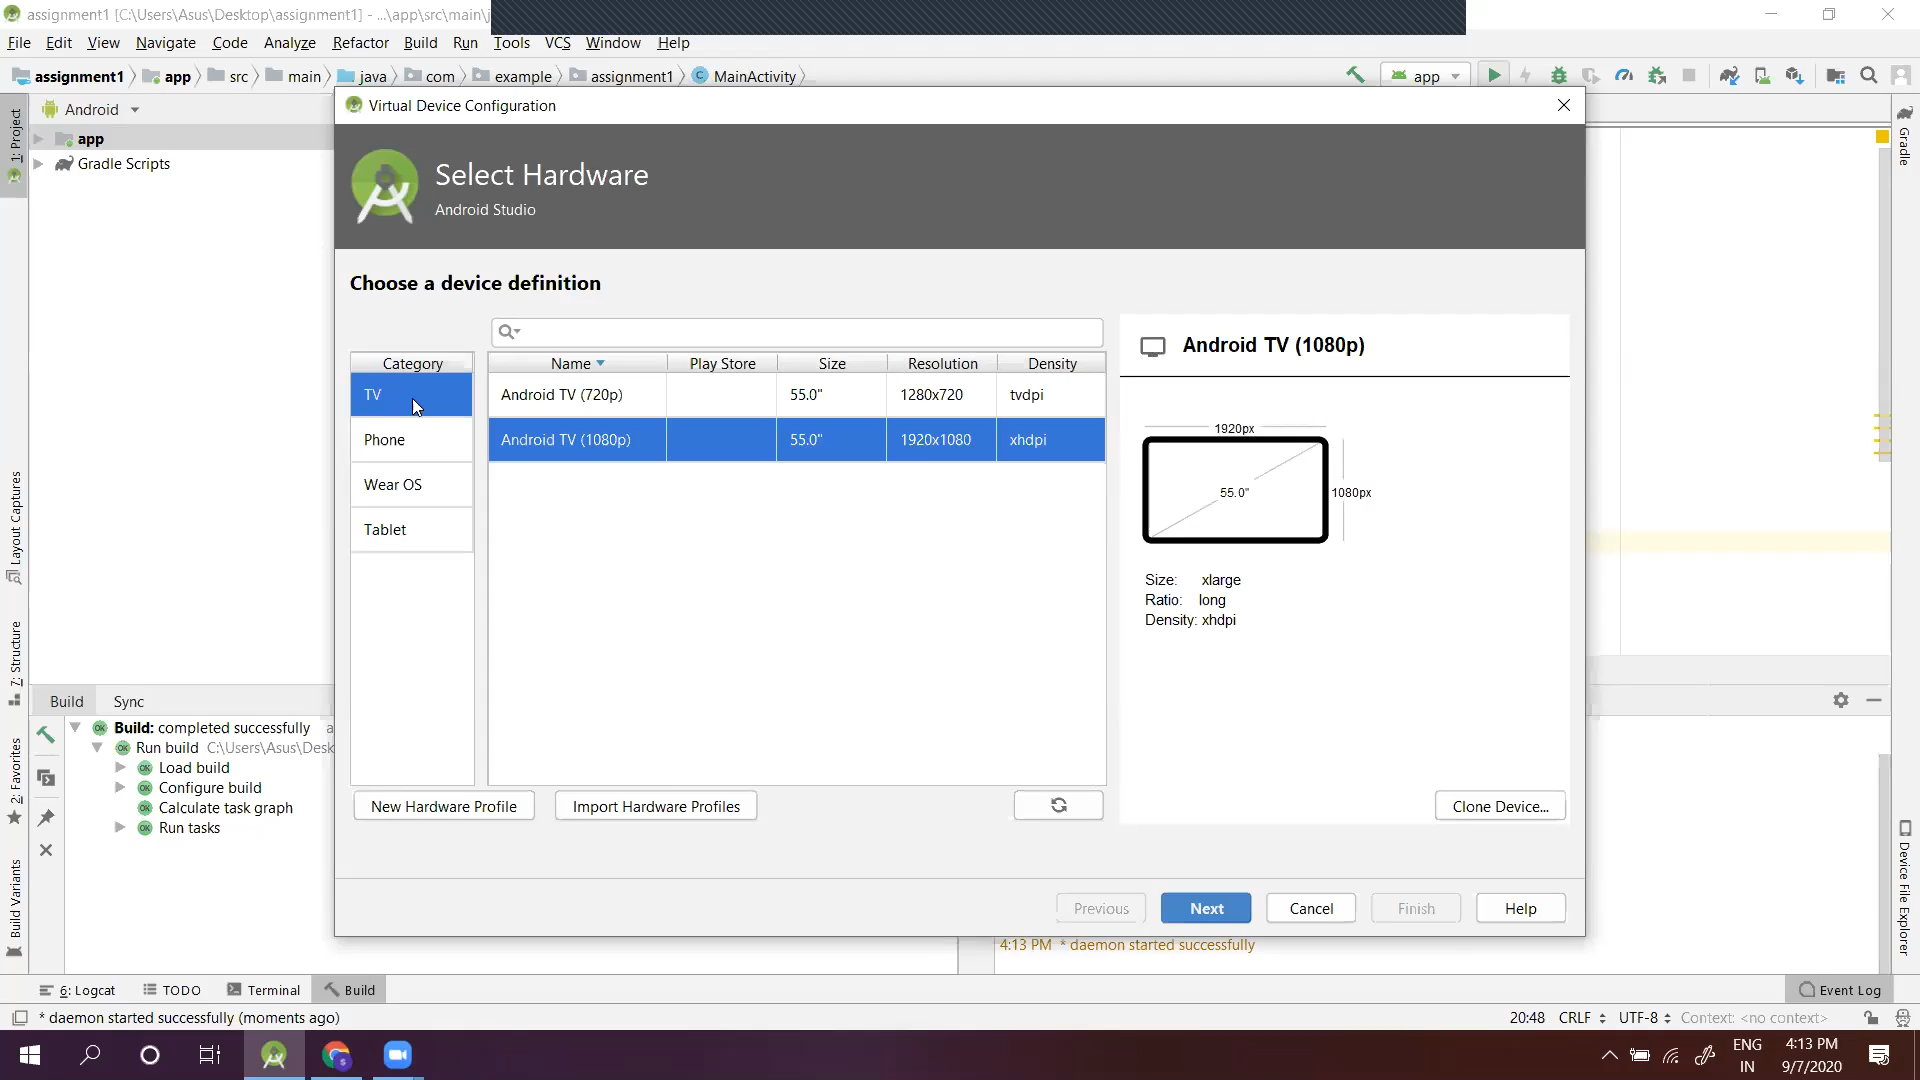 assignment1 [C:\Users\Asus\Desktop\assignment1] - ...\app\src\main\j
File Edit View Navigate Code Analyze Refactor Build Run Tools VCS Window Help
assignment1 app src main java com example assignment1 MainActivity app
Android
app
Gradle Scripts
1: Project
Layout Captures
7: Structure
2: Favorites
Build Variants
Gradle
Device File Explorer
Virtual Device Configuration
Select Hardware
Android Studio
Choose a device definition
Category Name Play Store Size Resolution Density
TV
Phone
Wear OS
Tablet
Android TV (720p) 55.0" 1280x720 tvdpi
Android TV (1080p) 55.0" 1920x1080 xhdpi
Android TV (1080p)
1920px
55.0"
1080px
Size: xlarge
Ratio: long
Density: xhdpi
New Hardware Profile Import Hardware Profiles Clone Device...
Previous Next Cancel Finish Help
Build Sync
Build: completed successfully a
Run build C:\Users\Asus\Desk
Load build
Configure build
Calculate task graph
Run tasks
4:13 PM * daemon started successfully
6: Logcat TODO Terminal Build Event Log
* daemon started successfully (moments ago) 20:48 CRLF UTF-8 Context: <no context>
ENG
IN
4:13 PM
9/7/2020